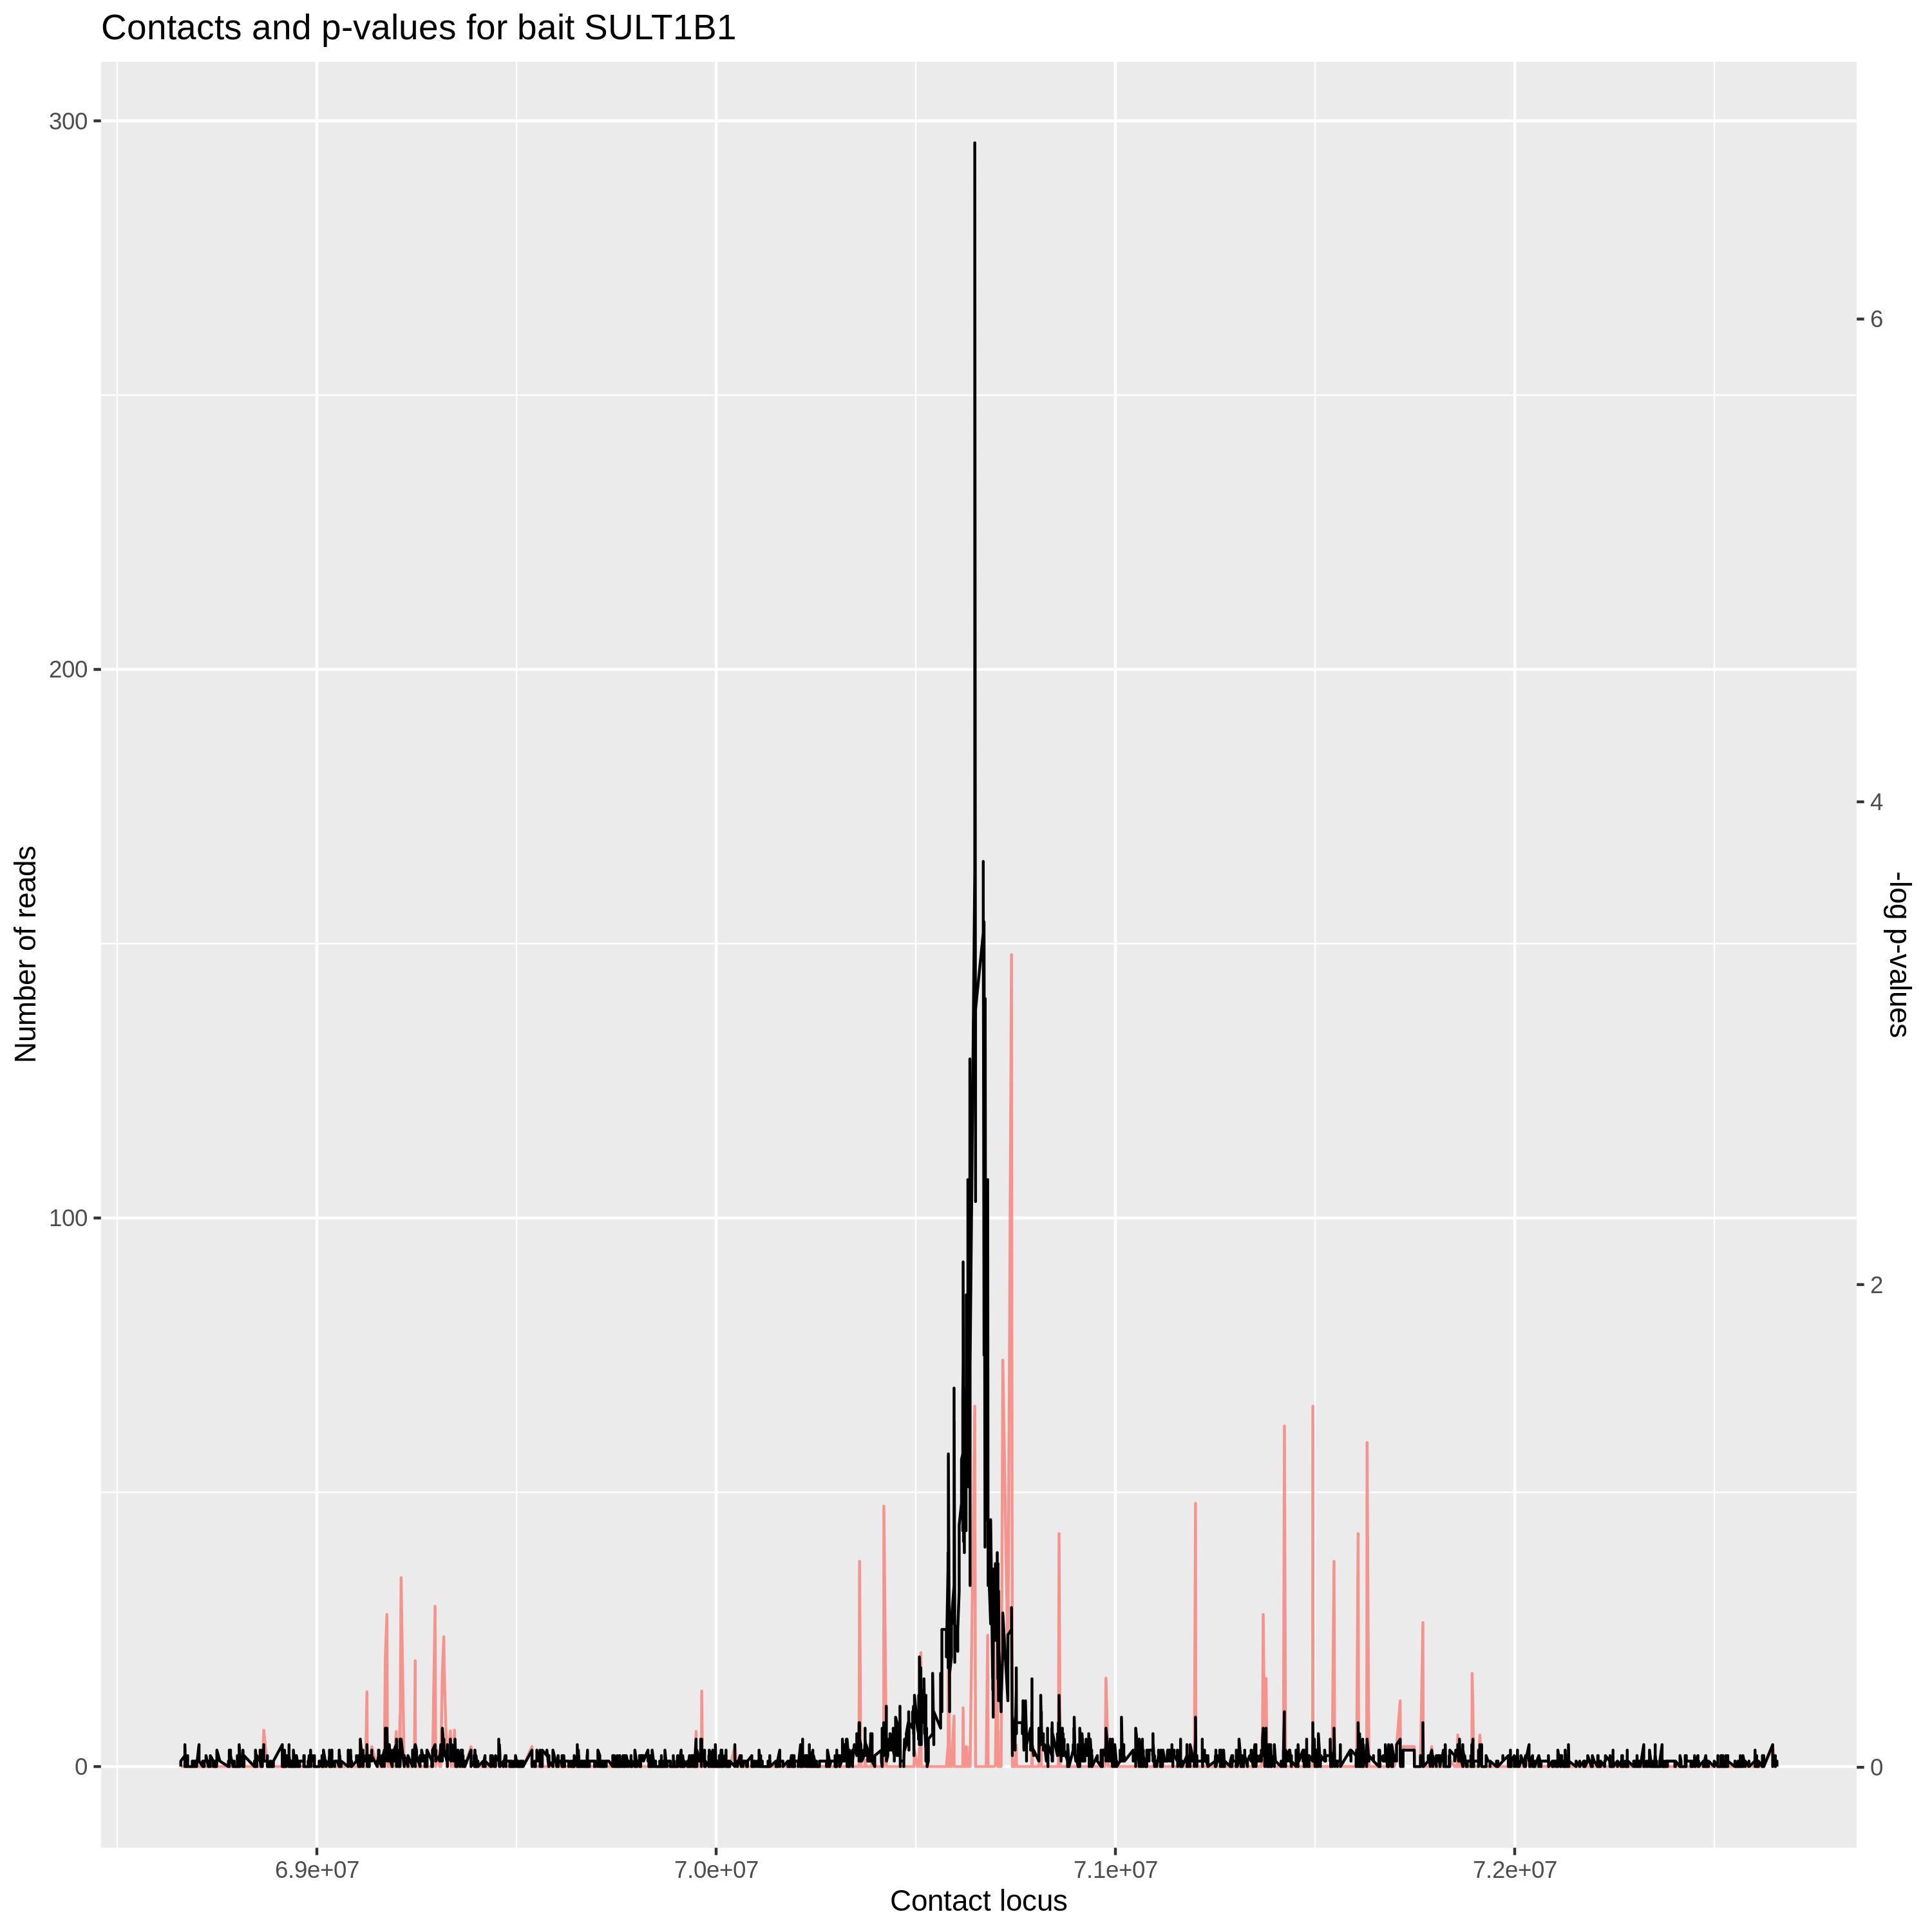 Contacts and p-values for bait SULT1B1
300
200
100
0
Number of reads
6
4
2
0
-log p-values
6.9e+07
7.0e+07
7.1e+07
7.2e+07
Contact locus